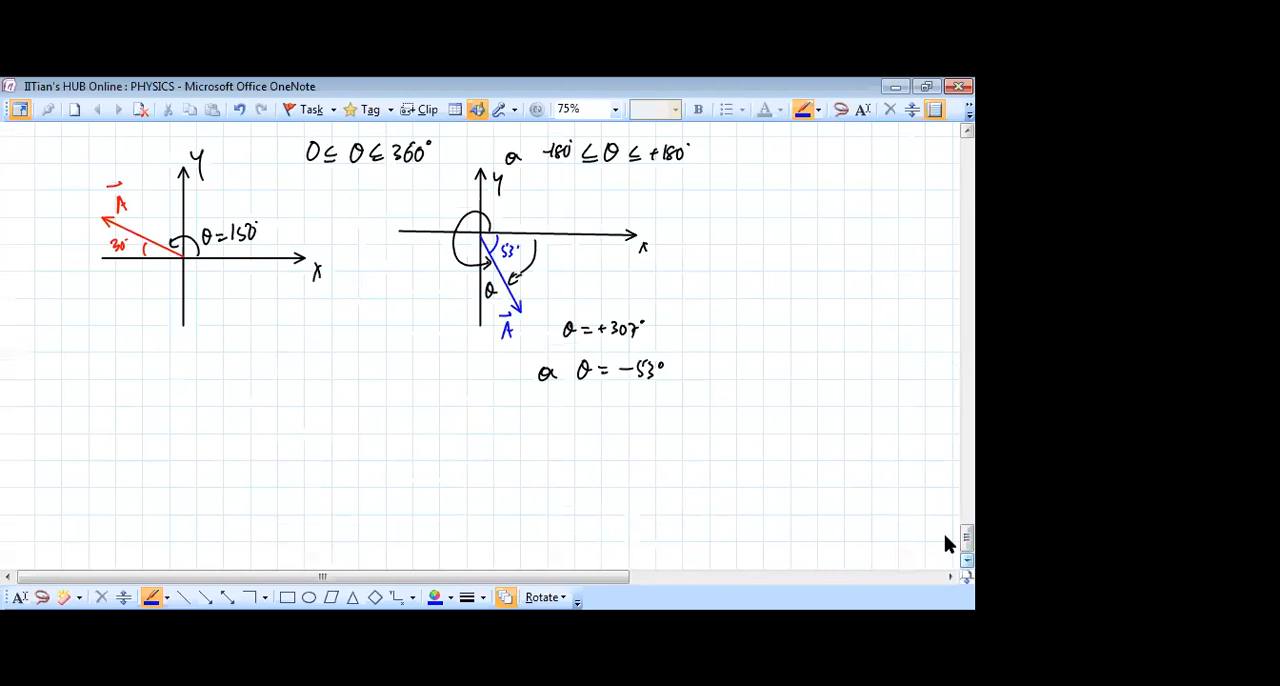 IITian's HUB Online : PHYSICS - Microsoft Office OneNote
Task Tag Clip 75% B A A
0 ≤ θ ≤ 360° or -180° ≤ θ ≤ +180°
Y
A
30°
θ = 150°
X
Y
53°
x
θ
A
θ = +307°
or θ = -53°
A Rotate